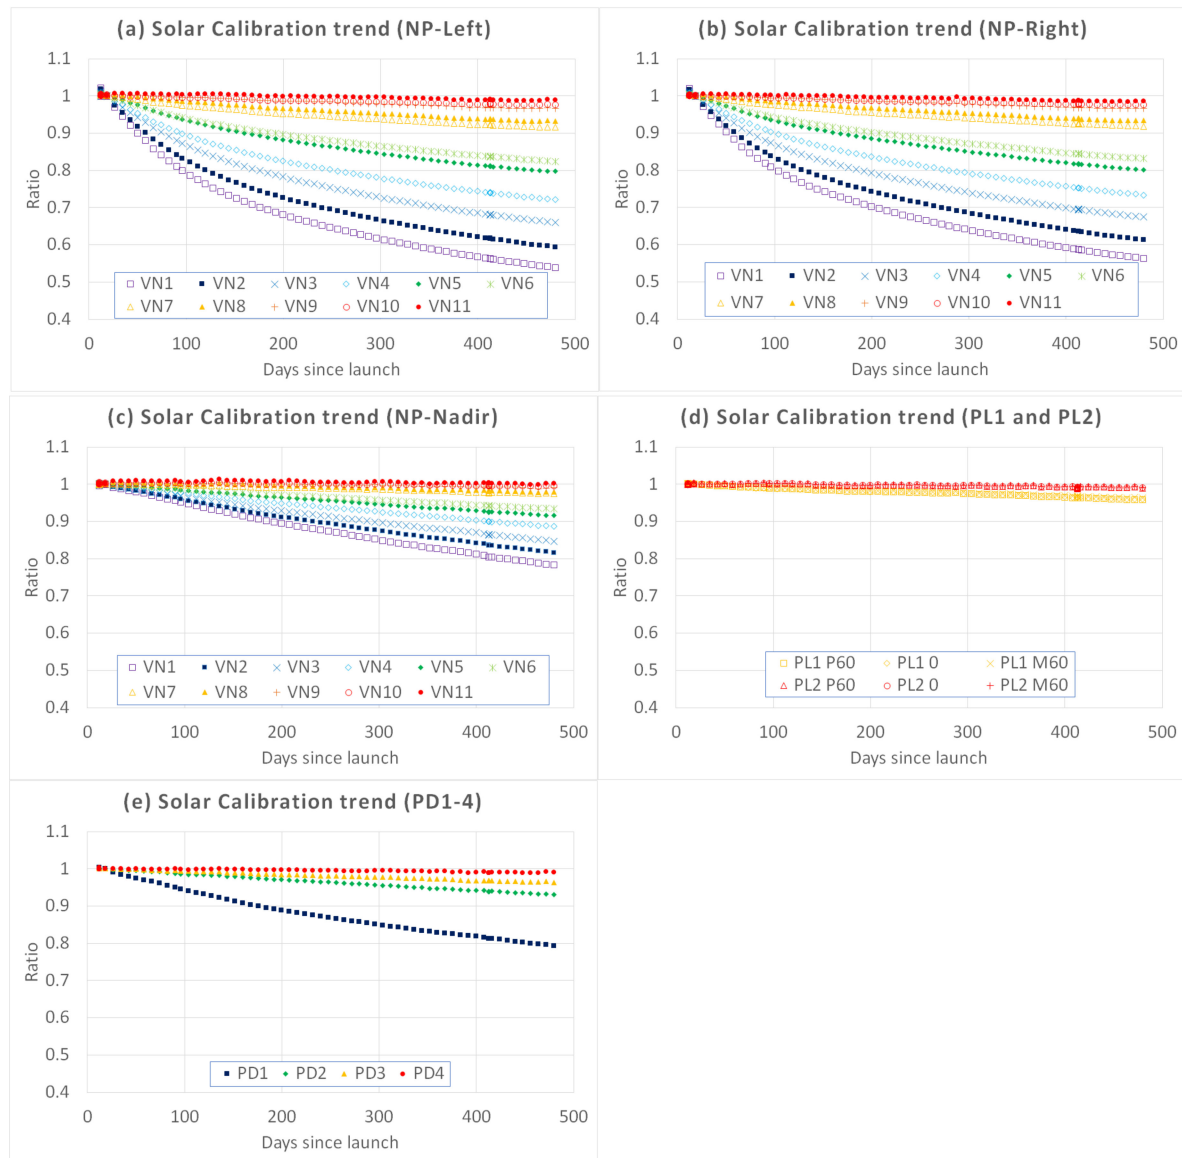 (a) Solar Calibration trend (NP-Left)
1.1
1
0.9
0.8
0.7
0.6
0.5
0.4
Ratio
VN1 VN2 VN3 VN4 VN5 VN6
VN7 VN8 VN9 VN10 VN11
0 100 200 300 400 500
Days since launch
(b) Solar Calibration trend (NP-Right)
1.1
1
0.9
0.8
0.7
0.6
0.5
0.4
Ratio
VN1 VN2 VN3 VN4 VN5 VN6
VN7 VN8 VN9 VN10 VN11
0 100 200 300 400 500
Days since launch
(c) Solar Calibration trend (NP-Nadir)
1.1
1
0.9
0.8
0.7
0.6
0.5
0.4
Ratio
VN1 VN2 VN3 VN4 VN5 VN6
VN7 VN8 VN9 VN10 VN11
0 100 200 300 400 500
Days since launch
(d) Solar Calibration trend (PL1 and PL2)
1.1
1
0.9
0.8
0.7
0.6
0.5
0.4
Ratio
PL1 P60 PL1 0 PL1 M60
PL2 P60 PL2 0 PL2 M60
0 100 200 300 400 500
Days since launch
(e) Solar Calibration trend (PD1-4)
1.1
1
0.9
0.8
0.7
0.6
0.5
0.4
Ratio
PD1 PD2 PD3 PD4
0 100 200 300 400 500
Days since launch